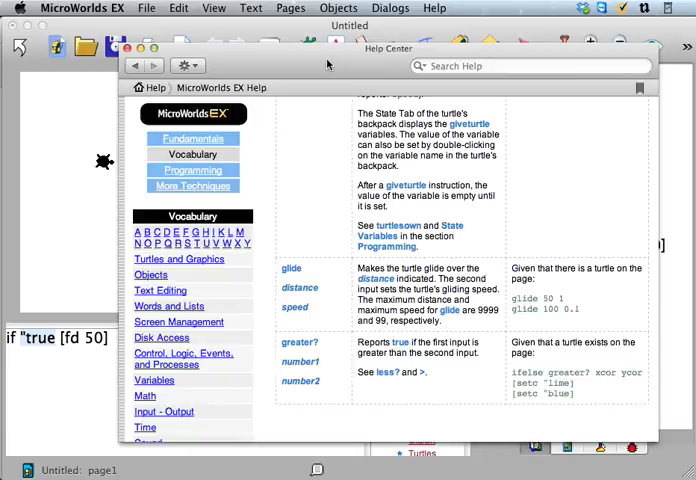 MicroWorlds EX File Edit View Text Pages Objects Dialogs Help
Untitled
Help Center
Search Help
Help MicroWorlds EX Help
MicroWorlds EX
Fundamentals
Vocabulary
Programming
More Techniques
Vocabulary
A B C D E F G H I K L M
N O P Q R S T U V W X Y
Turtles and Graphics
Objects
Text Editing
Words and Lists
Screen Management
Disk Access
Control, Logic, Events,
and Processes
Variables
Math
Input - Output
Time
Sound
The State Tab of the turtle's
backpack displays the giveturtle
variables. The value of the variable
can also be set by double-clicking
on the variable name in the turtle's
backpack.
After a giveturtle instruction, the
value of the variable is empty until
it is set.
See turtlesown and State
Variables in the section
Programming.
glide
distance
speed
Makes the turtle glide over the
distance indicated. The second
input sets the turtle's gliding speed.
The maximum distance and
maximum speed for glide are 9999
and 99, respectively.
Given that there is a turtle on the
page:
glide 50 1
glide 100 0.1
greater?
number1
number2
Reports true if the first input is
greater than the second input.
See less? and >.
Given that a turtle exists on the
page:
ifelse greater? xcor ycor
[setc "lime]
[setc "blue]
if "true [fd 50]
Turtles
Untitled: page1